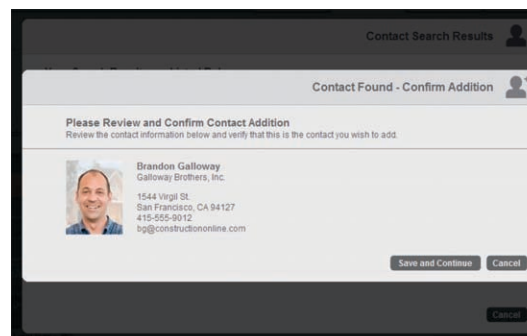 Contact Search Results
Contact Found - Confirm Addition
Please Review and Confirm Contact Addition
Review the contact information below and verify that this is the contact you wish to add.
Brandon Galloway
Galloway Brothers, Inc.
1544 Virgil St.
San Francisco, CA 94127
415-555-9012
bg@constructiononline.com
Save and Continue
Cancel
Cancel